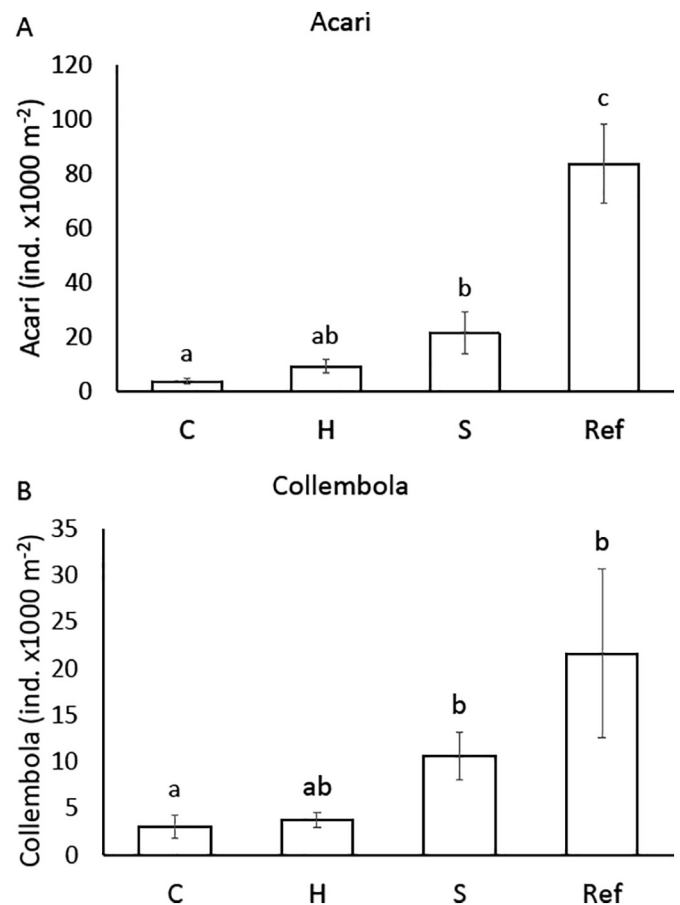 A
Acari
Acari (ind. x1000 m⁻²)
120
100
80
60
40
20
0
a
ab
b
c
C H S Ref
B
Collembola
Collembola (ind. x1000 m⁻²)
35
30
25
20
15
10
5
0
a
ab
b
b
C H S Ref